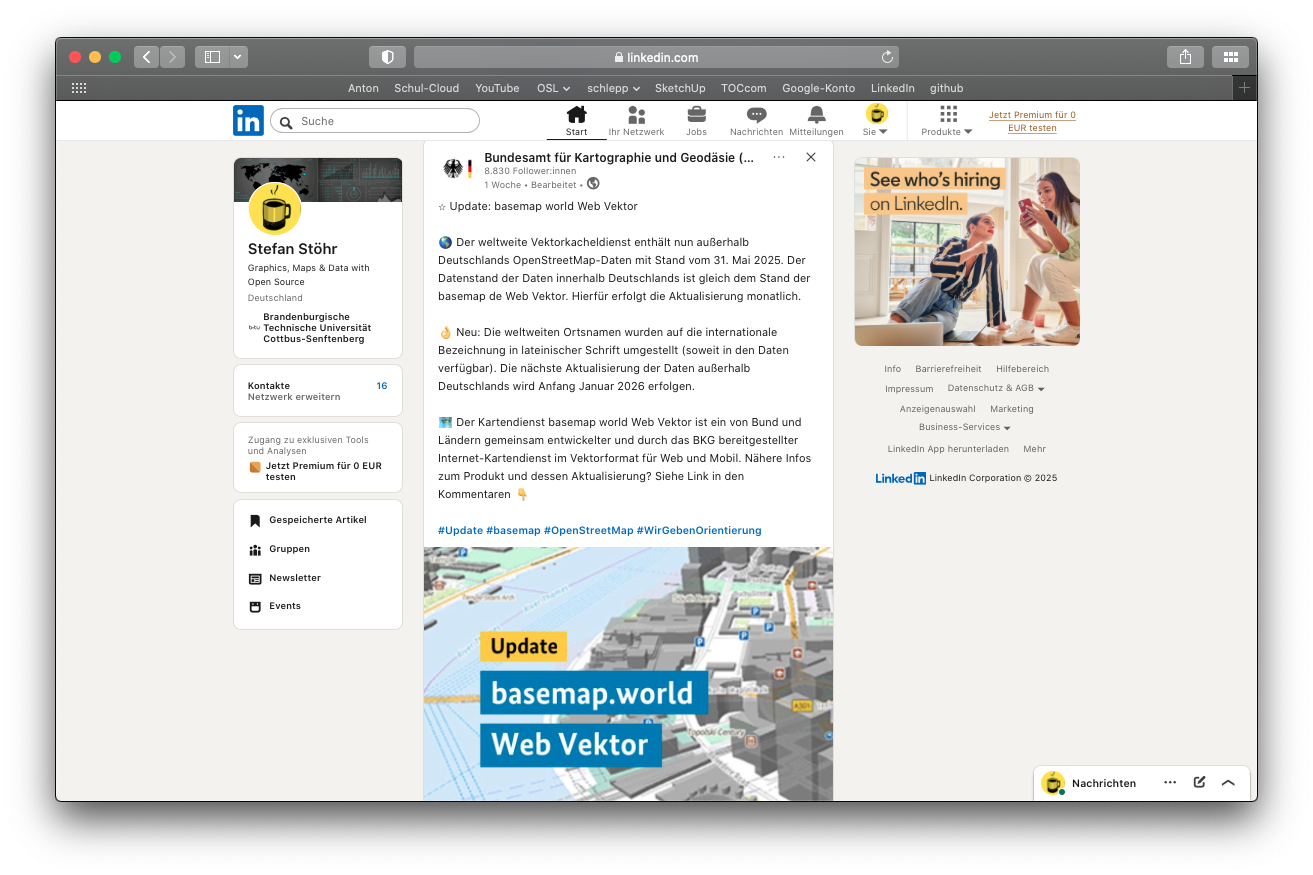 linkedin.com
Anton Schul-Cloud YouTube OSL schlepp SketchUp TOCcom Google-Konto LinkedIn github
in
Suche
Start
Ihr Netzwerk
Jobs
Nachrichten
Mitteilungen
Sie
Produkte
Jetzt Premium für 0
EUR testen
Stefan Stöhr
Graphics, Maps & Data with
Open Source
Deutschland
b-tu
Brandenburgische
Technische Universität
Cottbus-Senftenberg
Kontakte 16
Netzwerk erweitern
Zugang zu exklusiven Tools
und Analysen
Jetzt Premium für 0 EUR
testen
Gespeicherte Artikel
Gruppen
Newsletter
Events
Bundesamt für Kartographie und Geodäsie (...
8.830 Follower:innen
1 Woche • Bearbeitet •
☆ Update: basemap world Web Vektor
🌎 Der weltweite Vektorkacheldienst enthält nun außerhalb
Deutschlands OpenStreetMap-Daten mit Stand vom 31. Mai 2025. Der
Datenstand der Daten innerhalb Deutschlands ist gleich dem Stand der
basemap de Web Vektor. Hierfür erfolgt die Aktualisierung monatlich.
👌 Neu: Die weltweiten Ortsnamen wurden auf die internationale
Bezeichnung in lateinischer Schrift umgestellt (soweit in den Daten
verfügbar). Die nächste Aktualisierung der Daten außerhalb
Deutschlands wird Anfang Januar 2026 erfolgen.
🗺️ Der Kartendienst basemap world Web Vektor ist ein von Bund und
Ländern gemeinsam entwickelter und durch das BKG bereitgestellter
Internet-Kartendienst im Vektorformat für Web und Mobil. Nähere Infos
zum Produkt und dessen Aktualisierung? Siehe Link in den
Kommentaren 👇
#Update #basemap #OpenStreetMap #WirGebenOrientierung
River Thames
Update
basemap.world
Web Vektor
A301
Topolski Century
See who's hiring
on LinkedIn.
Info Barrierefreiheit Hilfebereich
Impressum Datenschutz & AGB
Anzeigenauswahl Marketing
Business-Services
LinkedIn App herunterladen Mehr
Linkedin LinkedIn Corporation © 2025
Nachrichten